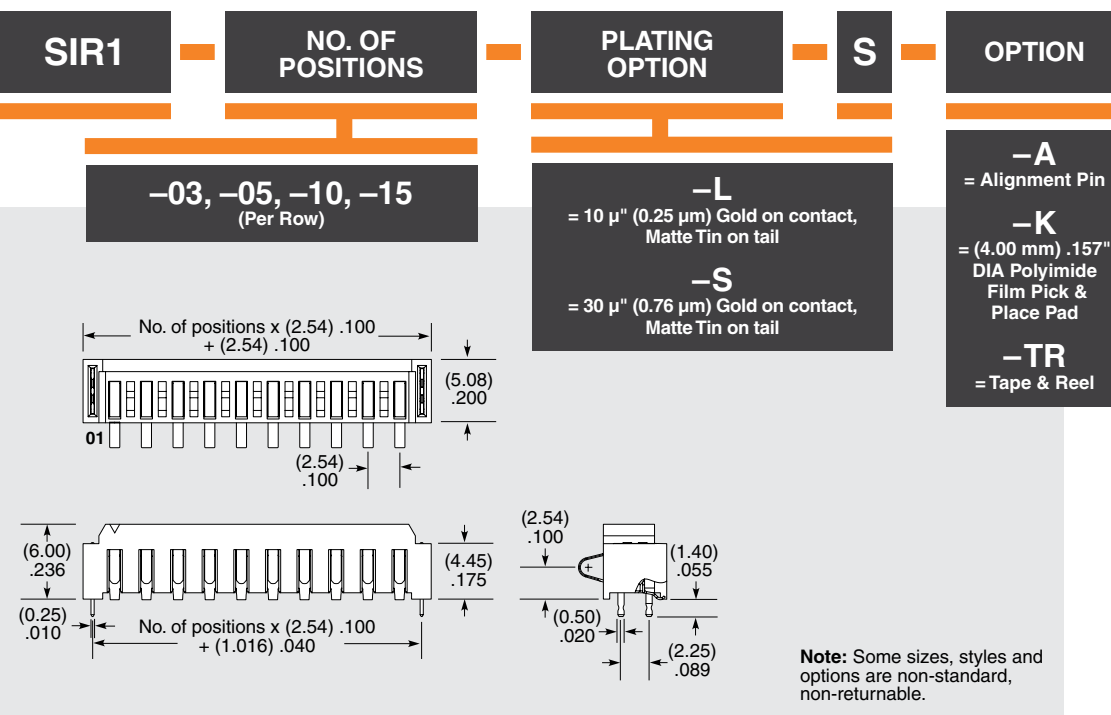 SIR1
NO. OF
POSITIONS
PLATING
OPTION
S
OPTION
–03, –05, –10, –15
(Per Row)
–L
= 10 µ" (0.25 µm) Gold on contact,
Matte Tin on tail
–S
= 30 µ" (0.76 µm) Gold on contact,
Matte Tin on tail
–A
= Alignment Pin
–K
= (4.00 mm) .157"
DIA Polyimide
Film Pick &
Place Pad
–TR
= Tape & Reel
No. of positions x (2.54) .100
+ (2.54) .100
(5.08)
.200
01
(2.54)
.100
(6.00)
.236
(4.45)
.175
(0.25)
.010
No. of positions x (2.54) .100
+ (1.016) .040
(2.54)
.100
(1.40)
.055
(0.50)
.020
(2.25)
.089
Note: Some sizes, styles and
options are non-standard,
non-returnable.